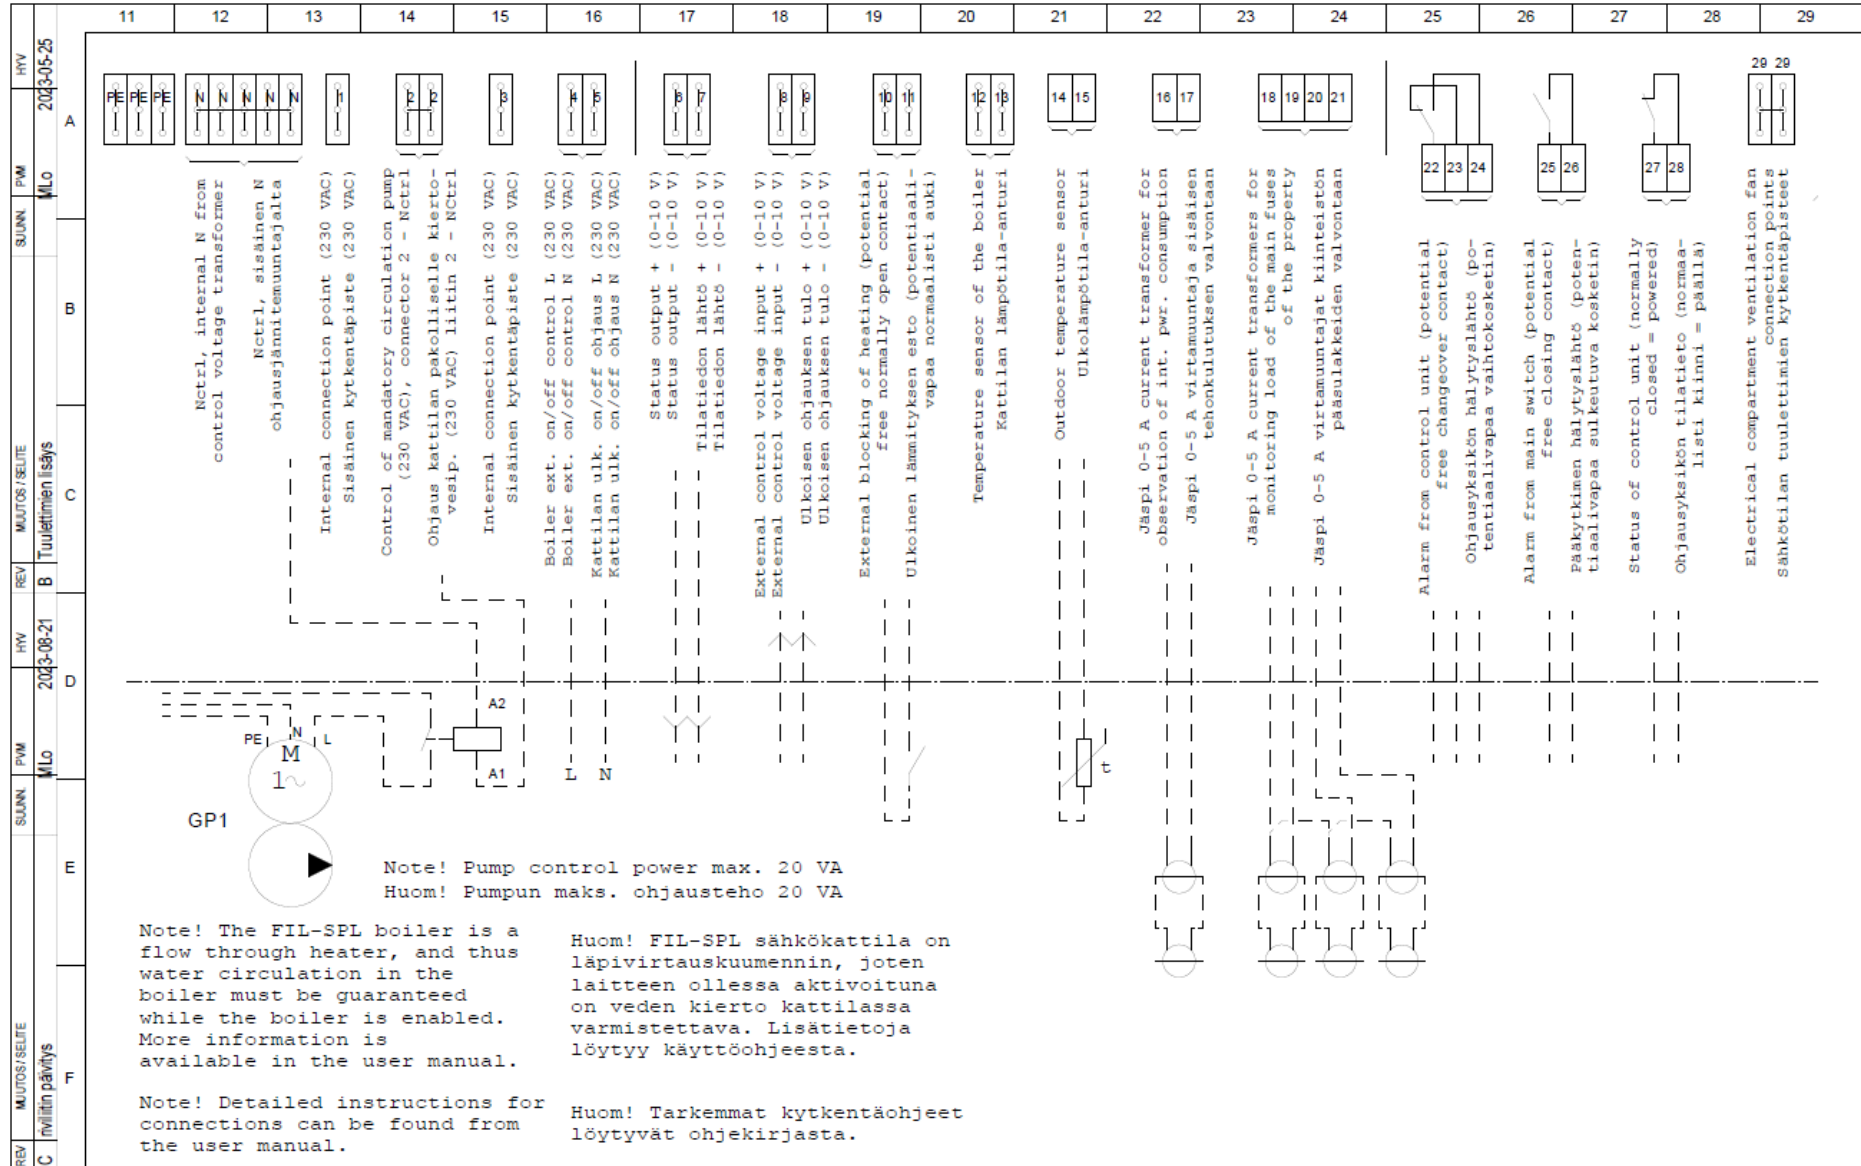 11 12 13 14 15 16 17 18 19 20 21 22 23 24 25 26 27 28 29
HYV
2023-05-25
PVM
MLo
SUUNN.
MUUTOS / SELITE
Tuulettimien lisäys
REV
B
HYV
2023-08-21
PVM
MLo
SUUNN.
MUUTOS / SELITE
riviliitin päivitys
REV
C
A
B
C
D
E
F
PE PE PE
N N N N N
1
2 2
3
4 5
6 7
8 9
10 11
12 13
14 15
16 17
18 19 20 21
22 23 24
25 26
27 28
29 29
Nctrl, internal N from
control voltage transformer
Nctrl, sisäinen N
ohjausjännitemuuntajalta
Internal connection point (230 VAC)
Sisäinen kytkentäpiste (230 VAC)
Control of mandatory circulation pump
(230 VAC), connector 2 - Nctrl
Ohjaus kattilan pakolliselle kierto-
vesip. (230 VAC) liitin 2 - Nctrl
Internal connection point (230 VAC)
Sisäinen kytkentäpiste (230 VAC)
Boiler ext. on/off control L (230 VAC)
Boiler ext. on/off control N (230 VAC)
Kattilan ulk. on/off ohjaus L (230 VAC)
Kattilan ulk. on/off ohjaus N (230 VAC)
Status output + (0-10 V)
Status output - (0-10 V)
Tilatiedon lähtö + (0-10 V)
Tilatiedon lähtö - (0-10 V)
External control voltage input + (0-10 V)
External control voltage input - (0-10 V)
Ulkoisen ohjauksen tulo + (0-10 V)
Ulkoisen ohjauksen tulo - (0-10 V)
External blocking of heating (potential
free normally open contact)
Ulkoinen lämmityksen esto (potentiaali-
vapaa normaalisti auki)
Temperature sensor of the boiler
Kattilan lämpötila-anturi
Outdoor temperature sensor
Ulkolämpötila-anturi
Jäspi 0-5 A current transformer for
observation of int. pwr. consumption
Jäspi 0-5 A virtamuuntaja sisäisen
tehonkulutuksen valvontaan
Jäspi 0-5 A current transformers for
monitoring load of the main fuses
of the property
Jäspi 0-5 A virtamuuntajat kiinteistön
pääsulakkeiden valvontaan
Alarm from control unit (potential
free changeover contact)
Ohjausyksikön hälytyslähtö (po-
tentiaalivapaa vaihtokosketin)
Alarm from main switch (potential
free closing contact)
Pääkytkimen hälytyslähtö (poten-
tiaalivapaa sulkeutuva kosketin)
Status of control unit (normally
closed = powered)
Ohjausyksikön tilatieto (normaa-
listi kiinni = päällä)
Electrical compartment ventilation fan
connection points
Sähkötilan tuulettimien kytkentäpisteet
A2
A1
PE N L
M
1~
GP1
L N
t
Note! Pump control power max. 20 VA
Huom! Pumpun maks. ohjausteho 20 VA
Note! The FIL-SPL boiler is a
flow through heater, and thus
water circulation in the
boiler must be guaranteed
while the boiler is enabled.
More information is
available in the user manual.
Note! Detailed instructions for
connections can be found from
the user manual.
Huom! FIL-SPL sähkökattila on
läpivirtauskuumennin, joten
laitteen ollessa aktivoituna
on veden kierto kattilassa
varmistettava. Lisätietoja
löytyy käyttöohjeesta.
Huom! Tarkemmat kytkentäohjeet
löytyvät ohjekirjasta.